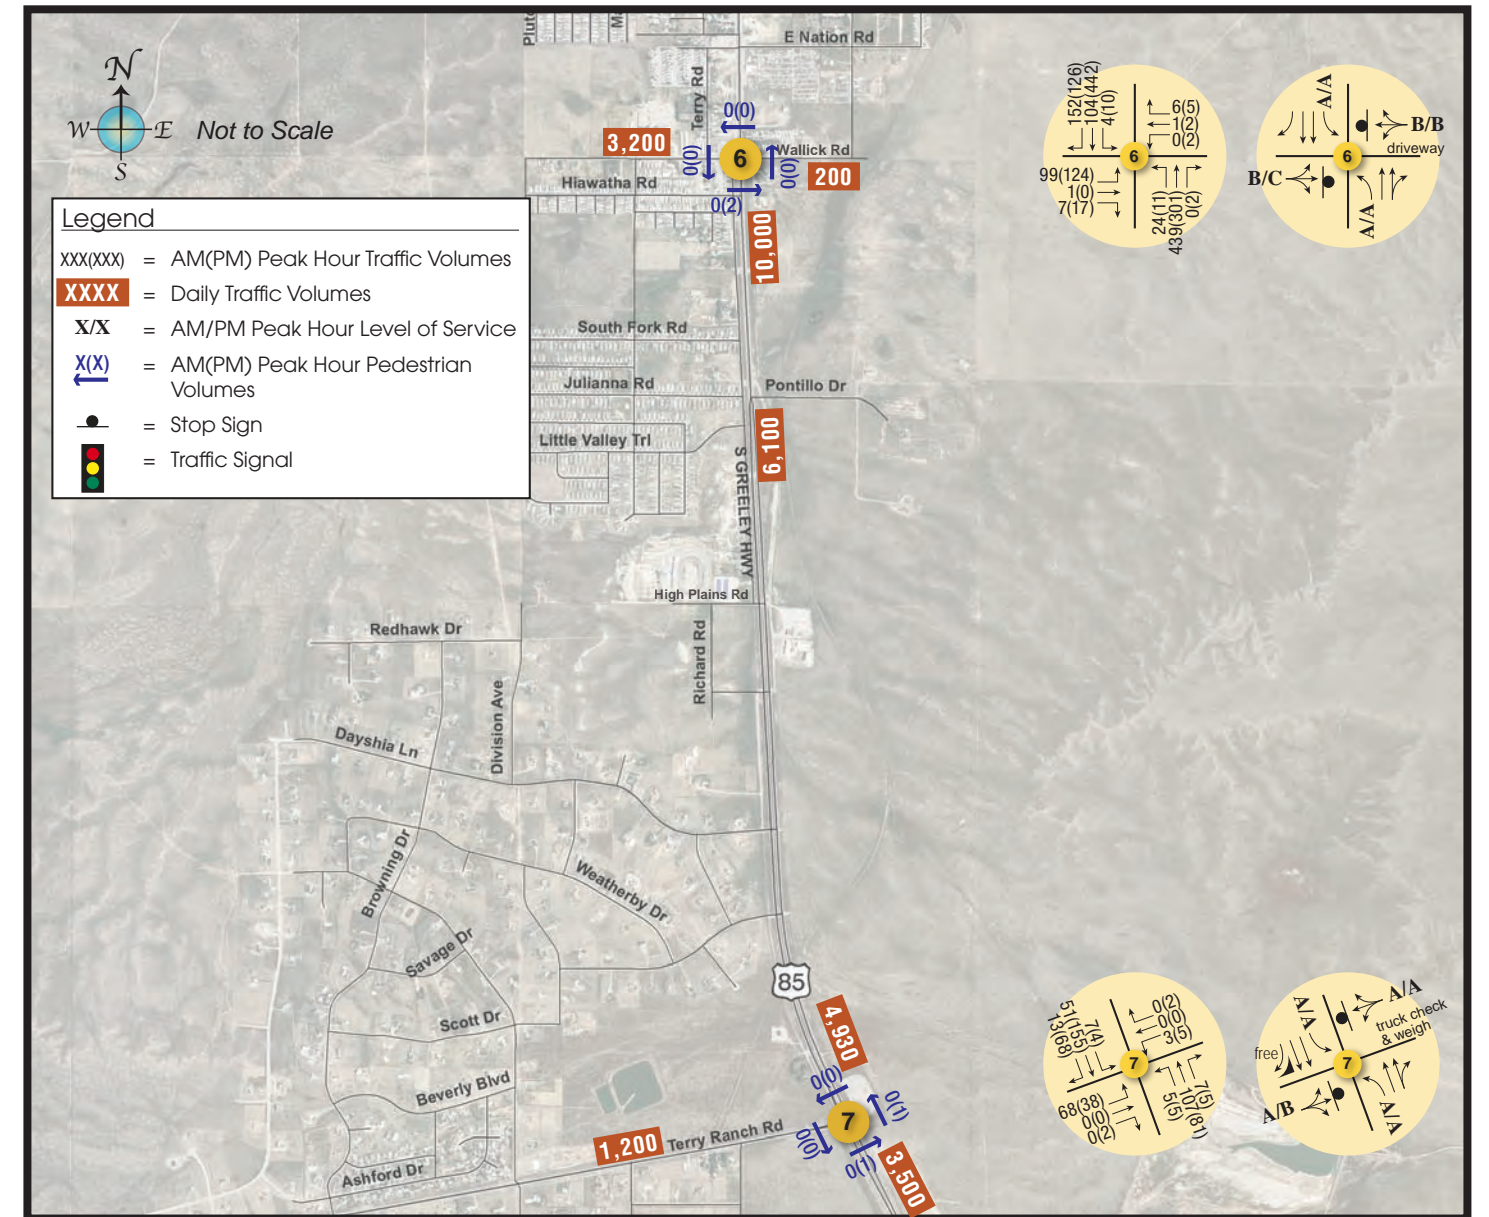 Pluto
E Nation Rd
N
W
E
S
Not to Scale
Terry Rd
0(0)
3,200
0(0)
6
0(0)
Wallick Rd
200
Hiawatha Rd
0(2)
10,000
Legend
XXX(XXX) = AM(PM) Peak Hour Traffic Volumes
XXXX = Daily Traffic Volumes
X/X = AM/PM Peak Hour Level of Service
X(X) = AM(PM) Peak Hour Pedestrian
Volumes
= Stop Sign
= Traffic Signal
152(126)
104(442)
4(10)
6(5)
1(2)
0(2)
6
99(124)
1(0)
7(17)
24(11)
439(301)
0(2)
A/A
B/B
driveway
6
B/C
A/A
South Fork Rd
Julianna Rd
Pontillo Dr
Little Valley Trl
6,100
S GREELEY HWY
High Plains Rd
Richard Rd
Redhawk Dr
Division Ave
Dayshia Ln
Browning Dr
Weatherby Dr
Savage Dr
85
Scott Dr
4,930
Beverly Blvd
0(0)
0(1)
7
0(0)
0(1)
Terry Ranch Rd
1,200
3,500
Ashford Dr
13(68)
51(155)
7(4)
0(2)
0(0)
3(5)
7
68(38)
0(0)
0(2)
5(5)
107(81)
7(5)
A/A
A/A
truck check
& weigh
free
7
A/B
A/A